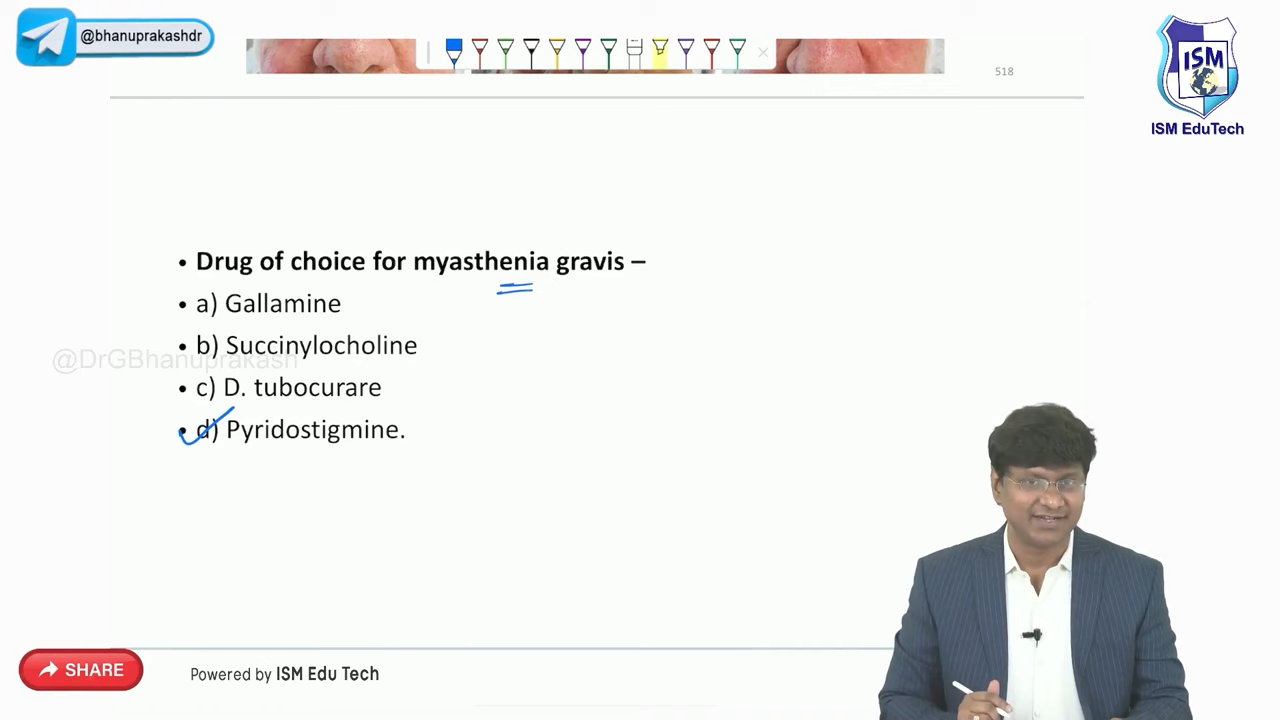 @bhanuprakashdr
518
ISM
ISM EduTech
• Drug of choice for myasthenia gravis –
• a) Gallamine
• b) Succinylocholine
@DrGBhanuprakash
• c) D. tubocurare
• d) Pyridostigmine.
SHARE
Powered by ISM Edu Tech